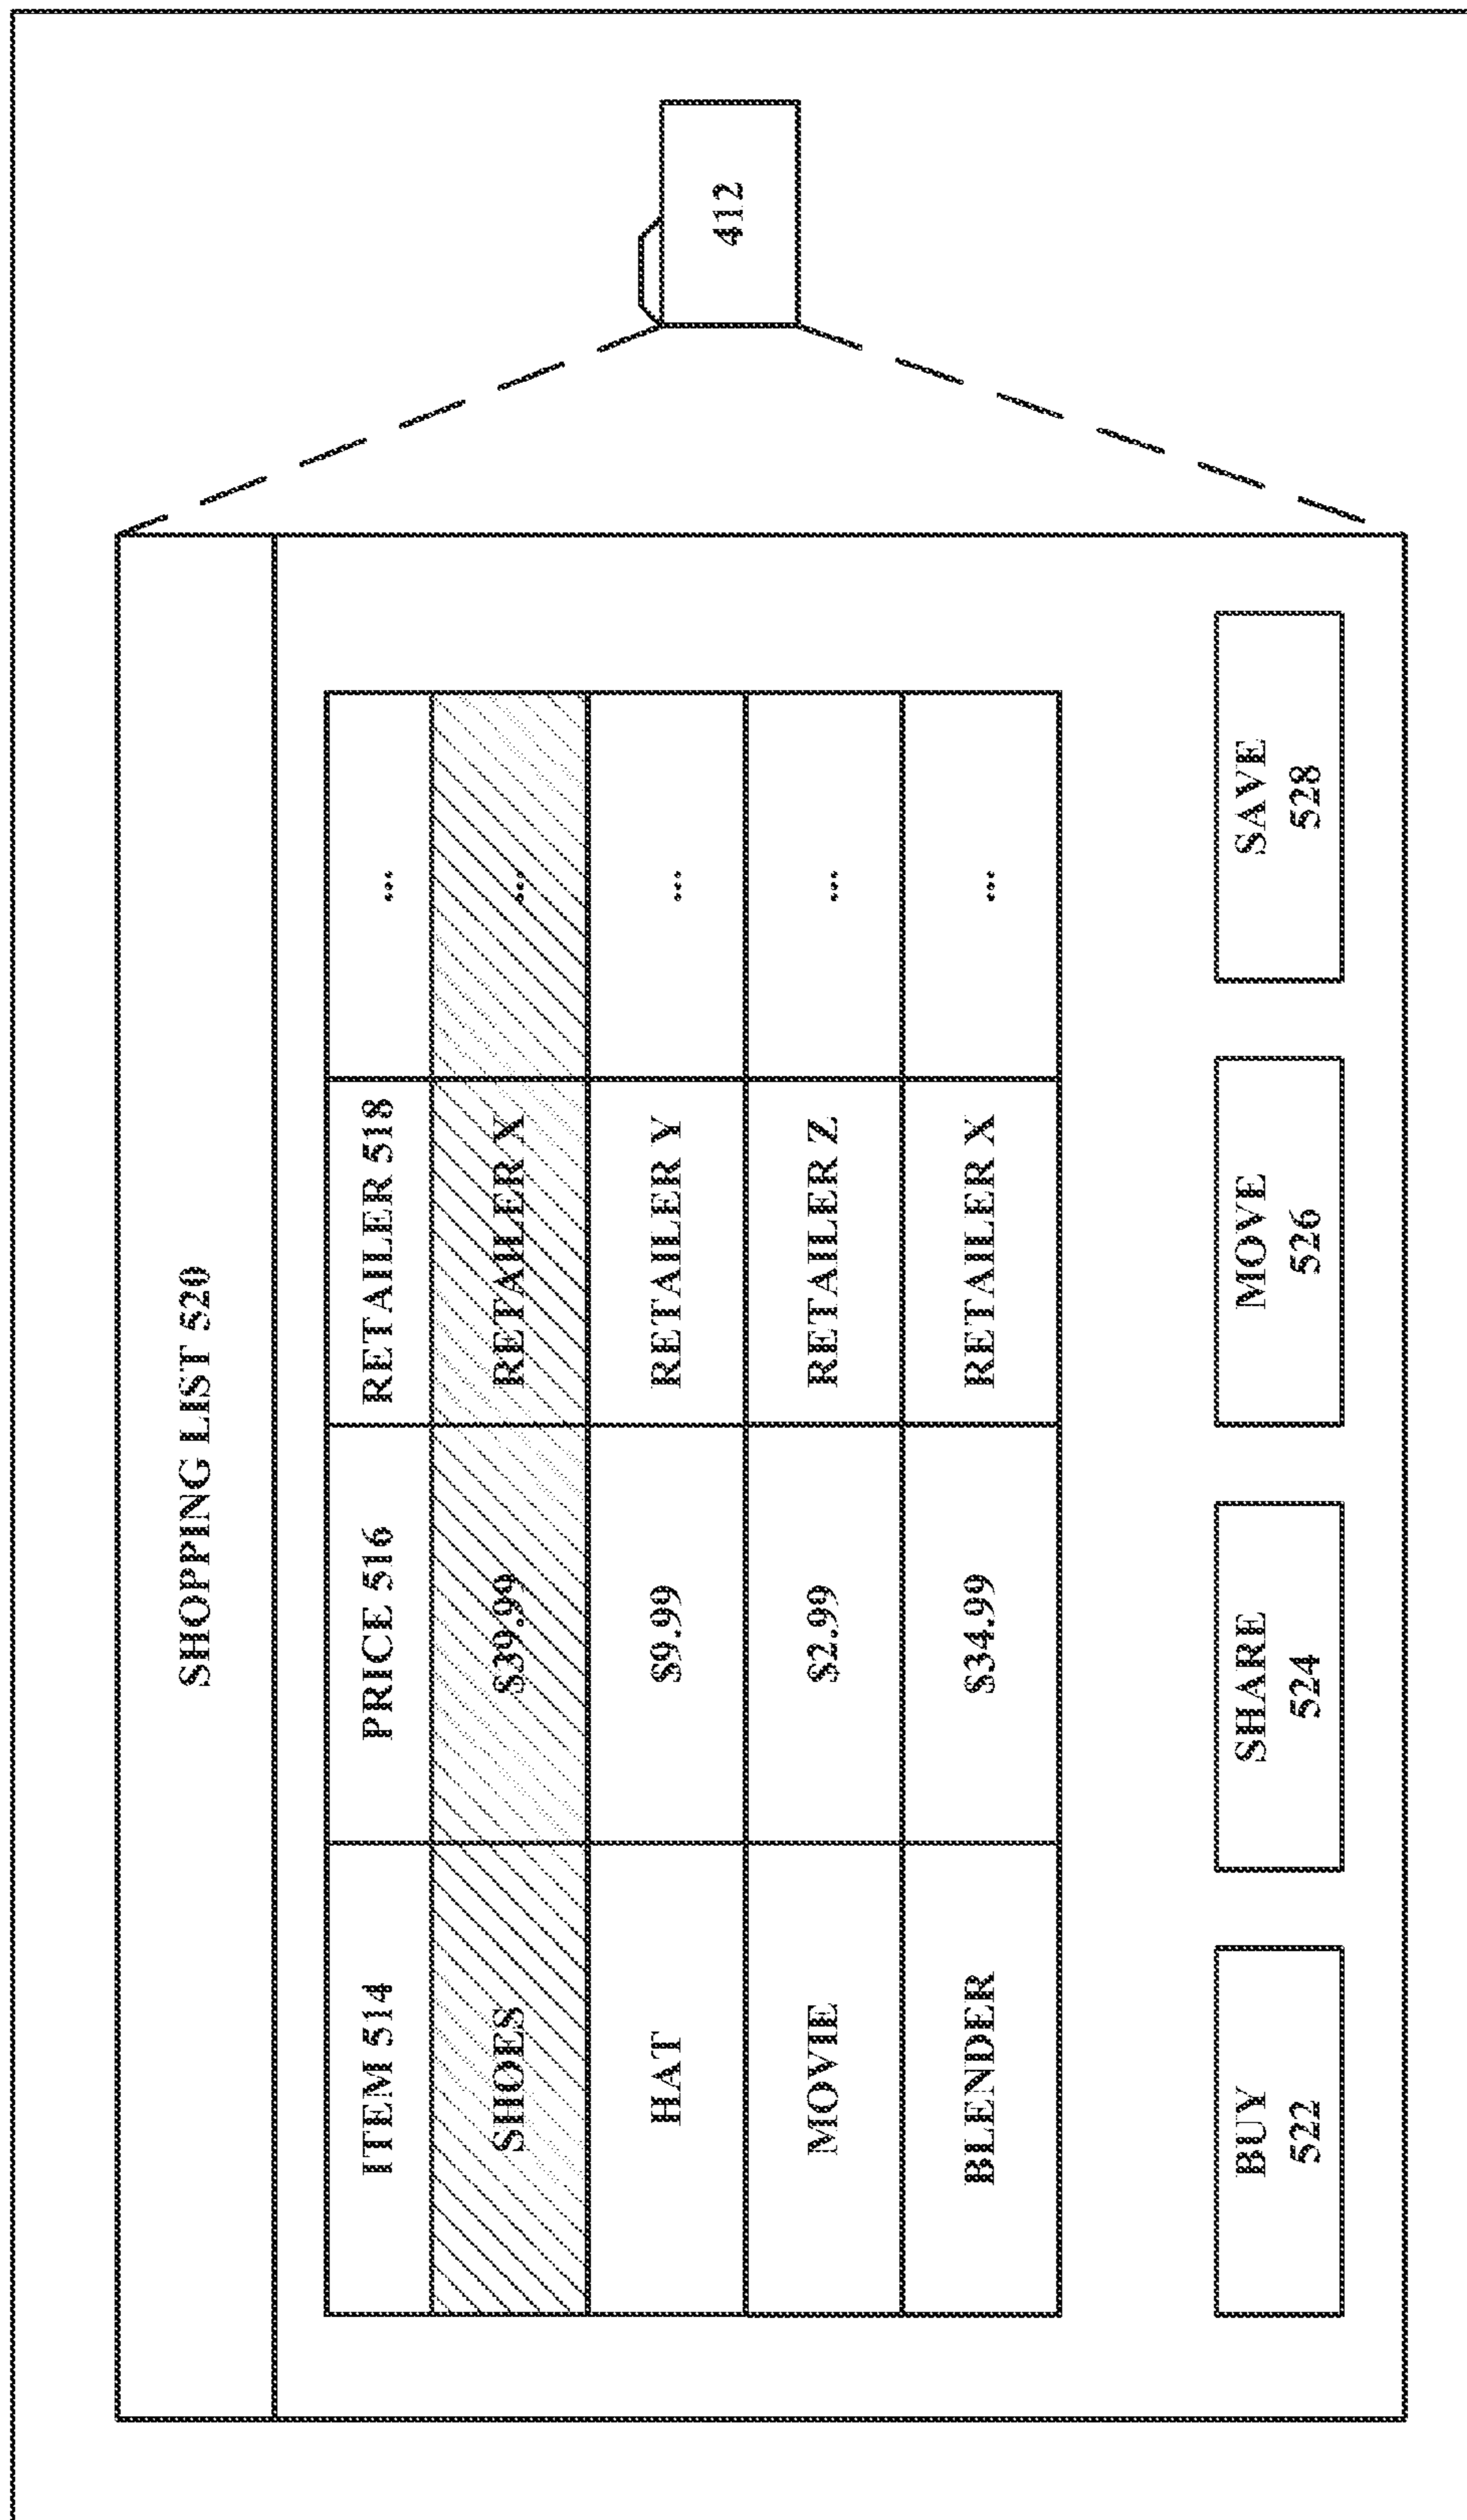 SHOPPING LIST 520
ITEM 514 PRICE 516 RETAILER 518 ...
SHOES $39.99 RETAILER X ...
HAT $9.99 RETAILER Y ...
MOVIE $2.99 RETAILER Z ...
BLENDER $34.99 RETAILER X ...
BUY SHARE MOVE SAVE
522 524 526 528
412